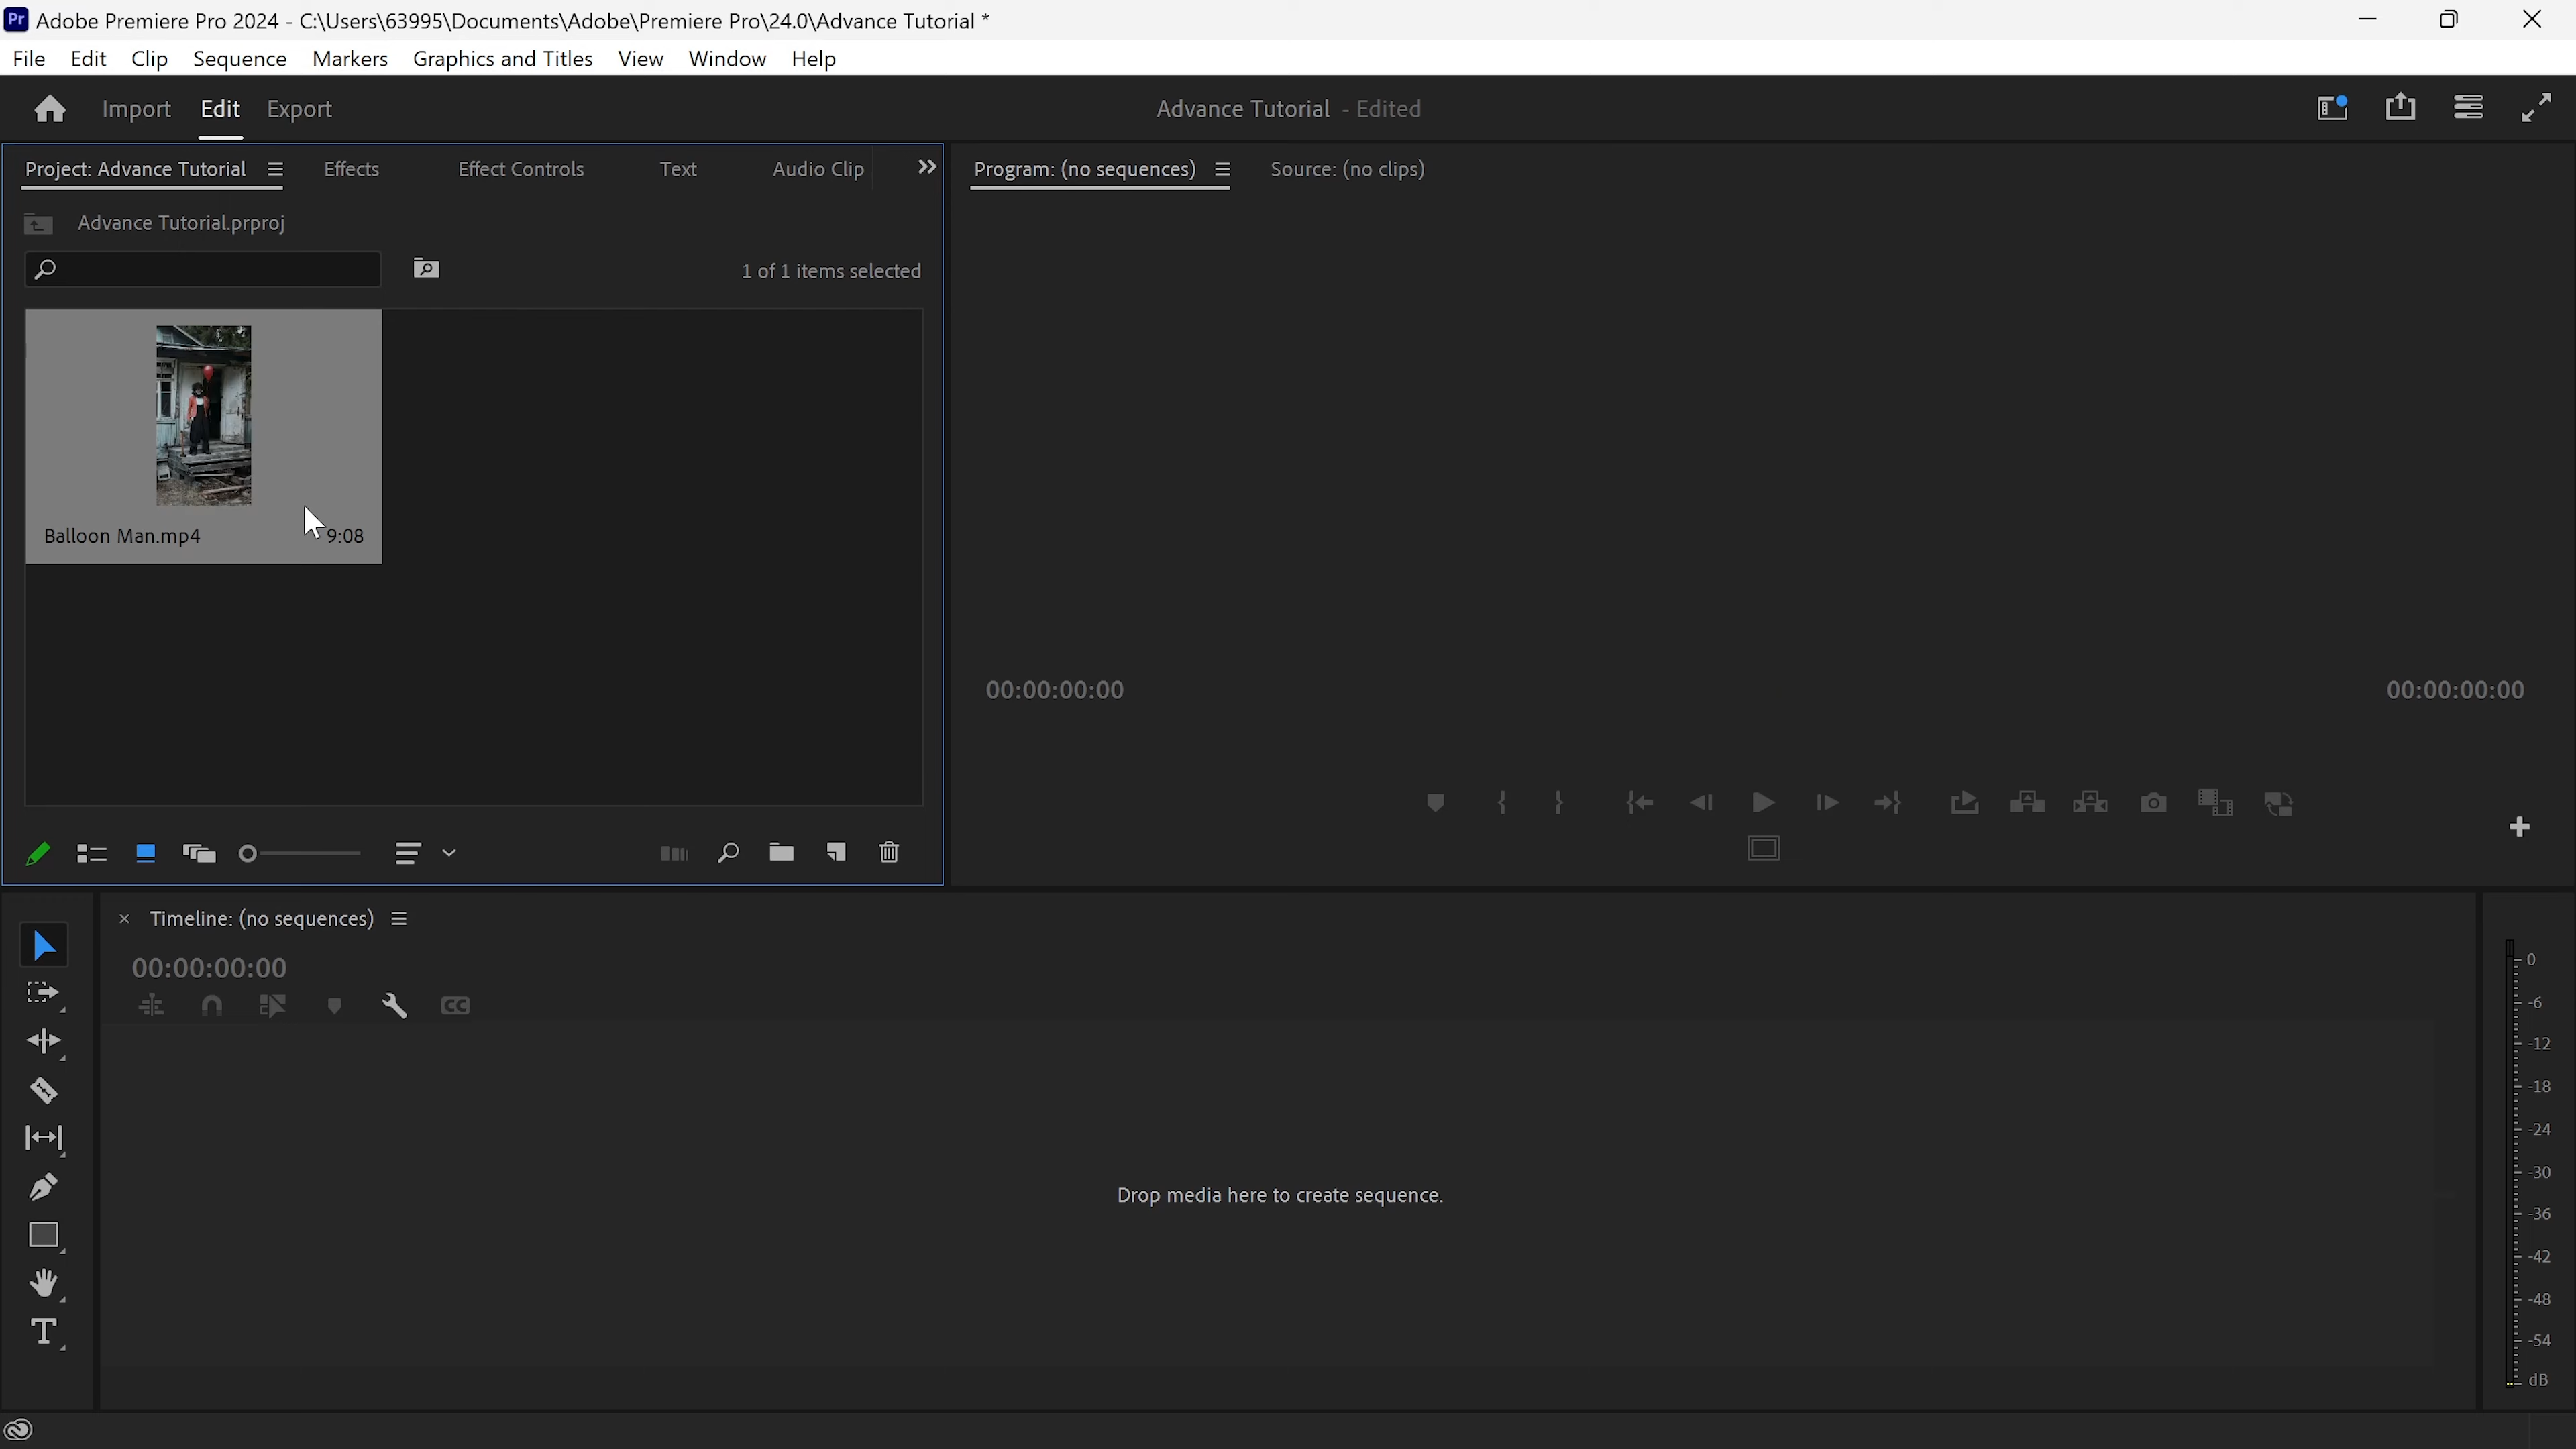 Pr Adobe Premiere Pro 2024 - C:\Users\63995\Documents\Adobe\Premiere Pro\24.0\Advance Tutorial *
File Edit Clip Sequence Markers Graphics and Titles View Window Help
Import Edit Export Advance Tutorial - Edited
Project: Advance Tutorial Effects Effect Controls Text Audio Clip
Program: (no sequences) Source: (no clips)
Advance Tutorial.prproj
1 of 1 items selected
Balloon Man.mp4 9:08
00:00:00:00 00:00:00:00
Timeline: (no sequences)
00:00:00:00
CC
Drop media here to create sequence.
T
0
-6
-12
-18
-24
-30
-36
-42
-48
-54
dB